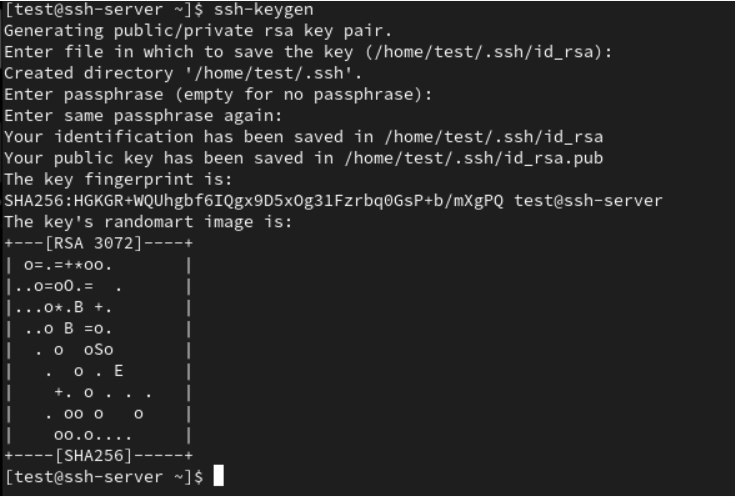 [test@ssh-server ~]$ ssh-keygen
Generating public/private rsa key pair.
Enter file in which to save the key (/home/test/.ssh/id_rsa):
Created directory '/home/test/.ssh'.
Enter passphrase (empty for no passphrase):
Enter same passphrase again:
Your identification has been saved in /home/test/.ssh/id_rsa
Your public key has been saved in /home/test/.ssh/id_rsa.pub
The key fingerprint is:
SHA256:HGKGR+WQUhgbf6IQgx9D5xOg31Fzrbq0GsP+b/mXgPQ test@ssh-server
The key's randomart image is:
+---[RSA 3072]----+
| o=.=+*oo.       |
|..o=oO.=  .      |
|...o*.B +.       |
| ..o B =o.       |
|  . o  oSo       |
|   .  o . E      |
|    +. o . . .   |
|   . oo o   o    |
|    oo.o....     |
+----[SHA256]-----+
[test@ssh-server ~]$